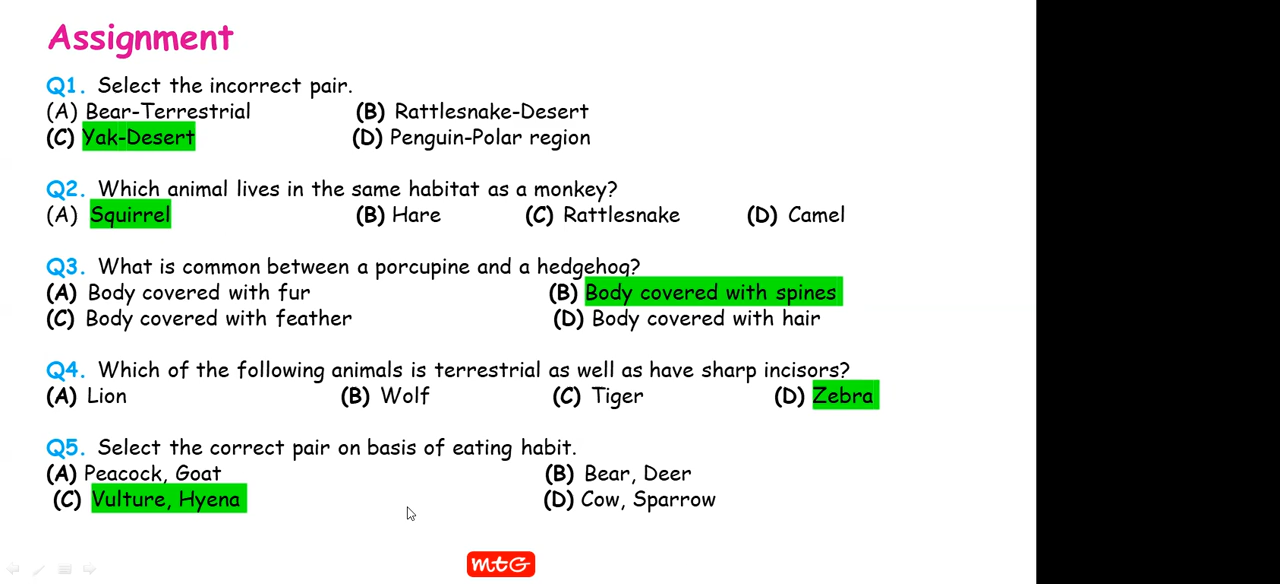 Assignment
Q1. Select the incorrect pair.
(A) Bear-Terrestrial (B) Rattlesnake-Desert
(C) Yak-Desert (D) Penguin-Polar region
Q2. Which animal lives in the same habitat as a monkey?
(A) Squirrel (B) Hare (C) Rattlesnake (D) Camel
Q3. What is common between a porcupine and a hedgehog?
(A) Body covered with fur (B) Body covered with spines
(C) Body covered with feather (D) Body covered with hair
Q4. Which of the following animals is terrestrial as well as have sharp incisors?
(A) Lion (B) Wolf (C) Tiger (D) Zebra
Q5. Select the correct pair on basis of eating habit.
(A) Peacock, Goat (B) Bear, Deer
(C) Vulture, Hyena (D) Cow, Sparrow
mtG